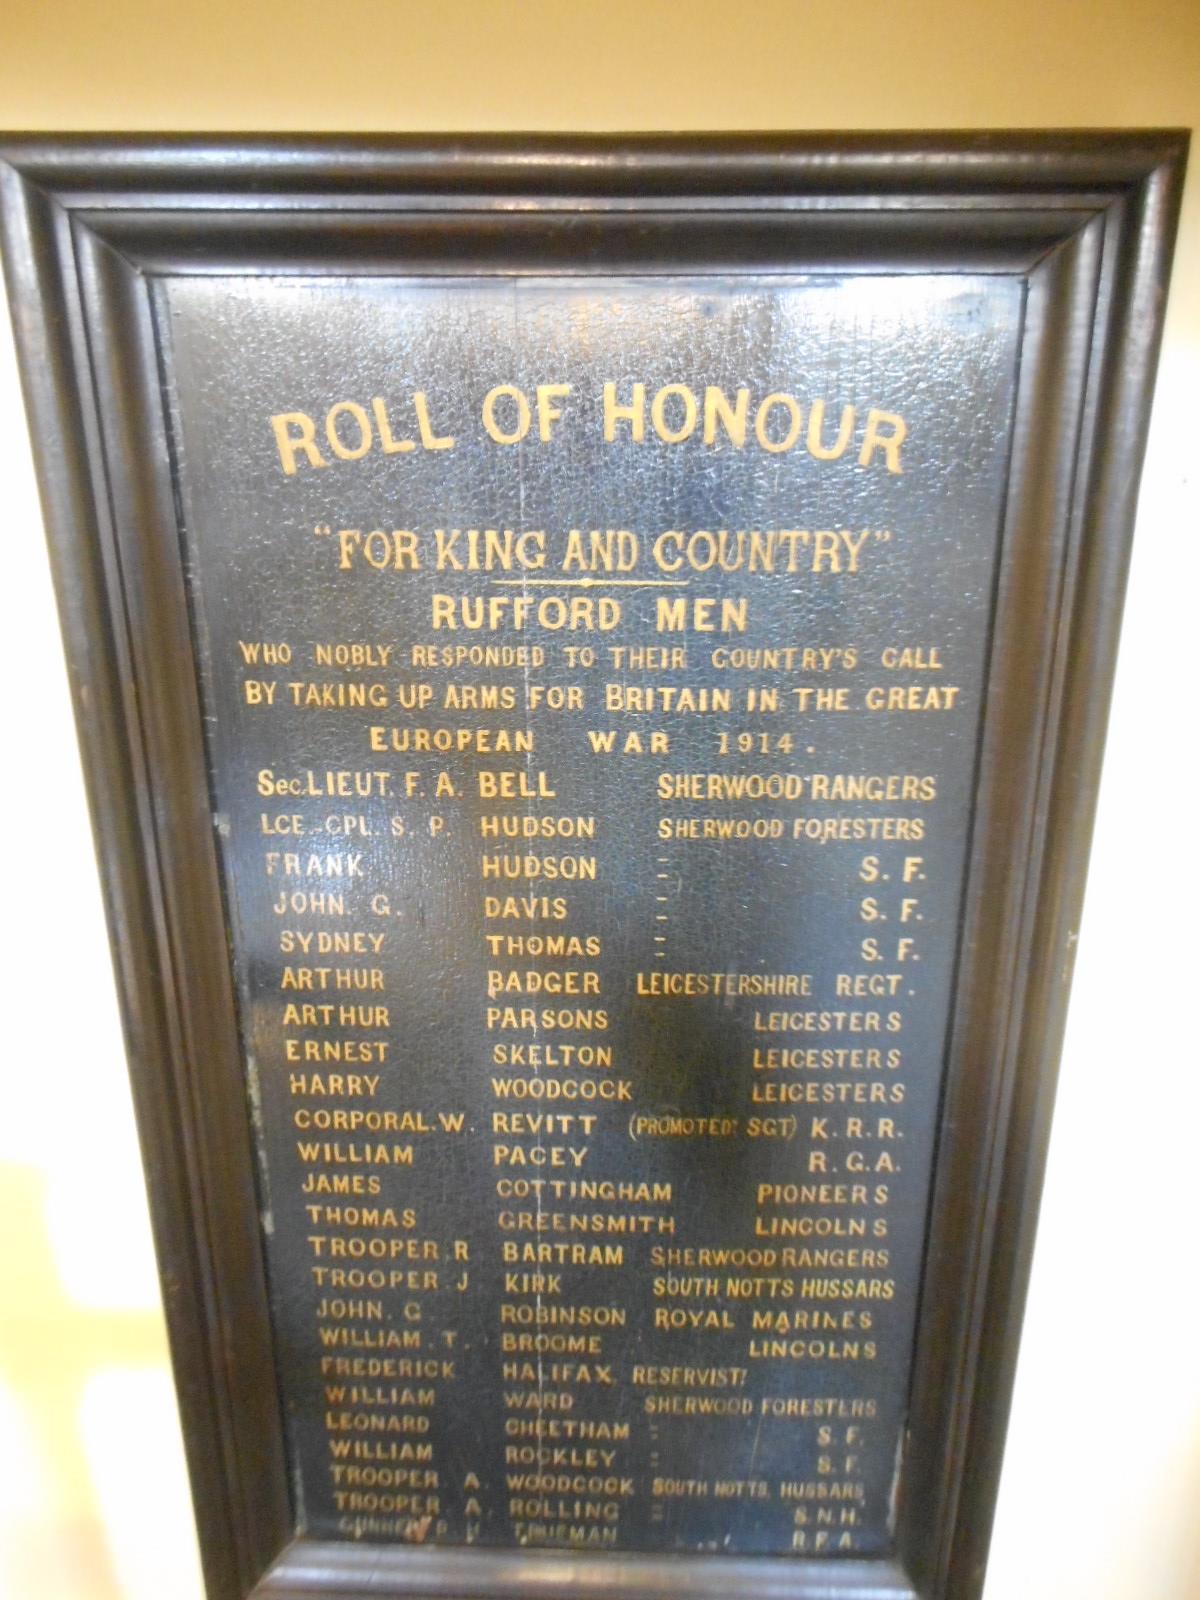 ROLL OF HONOUR
"FOR KING AND COUNTRY"
RUFFORD MEN
WHO NOBLY RESPONDED TO THEIR COUNTRY'S CALL
BY TAKING UP ARMS FOR BRITAIN IN THE GREAT
EUROPEAN WAR 1914.
Sec. LIEUT. F. A. BELL SHERWOOD RANGERS
LCE.-CPL. S. P. HUDSON SHERWOOD FORESTERS
FRANK HUDSON " S. F.
JOHN. G. DAVIS " S. F.
SYDNEY THOMAS " S. F.
ARTHUR BADGER LEICESTERSHIRE REGT.
ARTHUR PARSONS LEICESTERS
ERNEST SKELTON LEICESTERS
HARRY WOODCOCK LEICESTERS
CORPORAL. W. REVITT (PROMOTED: SGT) K. R. R.
WILLIAM PACEY R. G. A.
JAMES COTTINGHAM PIONEERS
THOMAS GREENSMITH LINCOLNS
TROOPER. R BARTRAM SHERWOOD RANGERS
TROOPER. J KIRK SOUTH NOTTS HUSSARS
JOHN. G ROBINSON ROYAL MARINES
WILLIAM. T. BROOME LINCOLNS
FREDERICK HALIFAX RESERVIST
WILLIAM WARD SHERWOOD FORESTERS
LEONARD CHEETHAM " S. F.
WILLIAM ROCKLEY " S. F.
TROOPER A. WOODCOCK SOUTH NOTTS. HUSSARS
TROOPER A. ROLLING " S. N. H.
GUNNER TRUEMAN R. F. A.